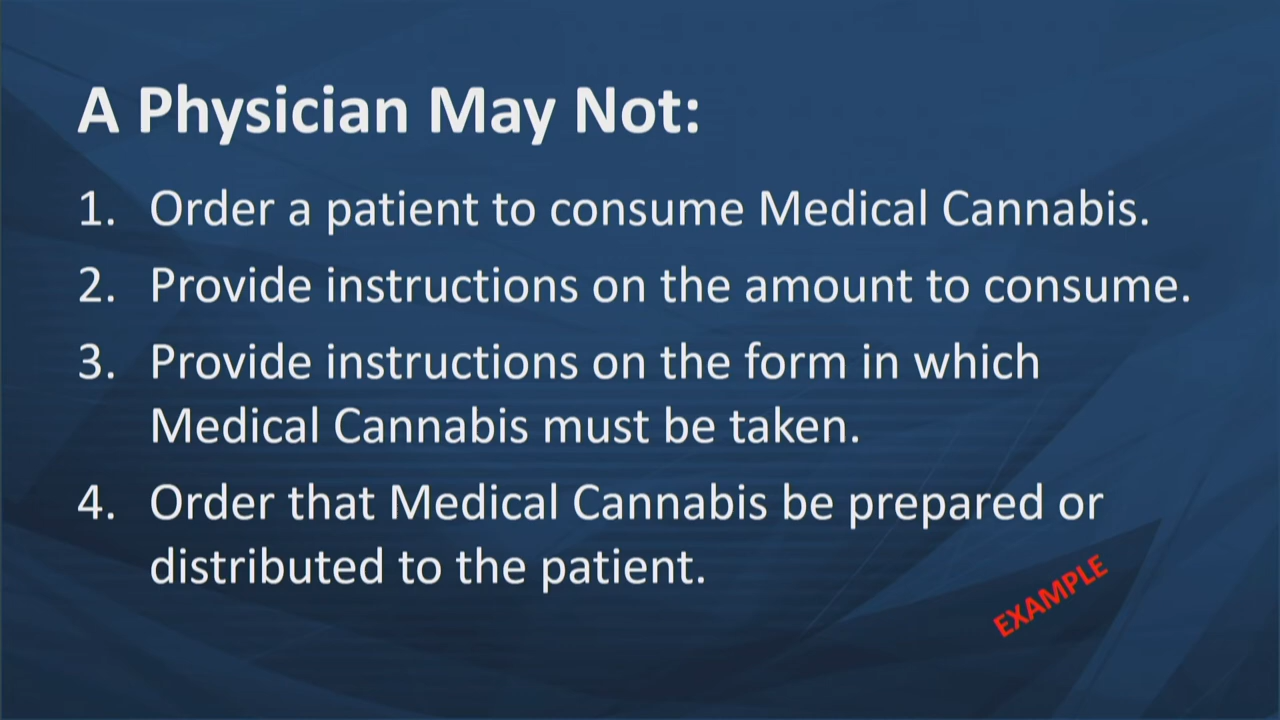 A Physician May Not:
1. Order a patient to consume Medical Cannabis.
2. Provide instructions on the amount to consume.
3. Provide instructions on the form in which
Medical Cannabis must be taken.
4. Order that Medical Cannabis be prepared or
distributed to the patient.
EXAMPLE